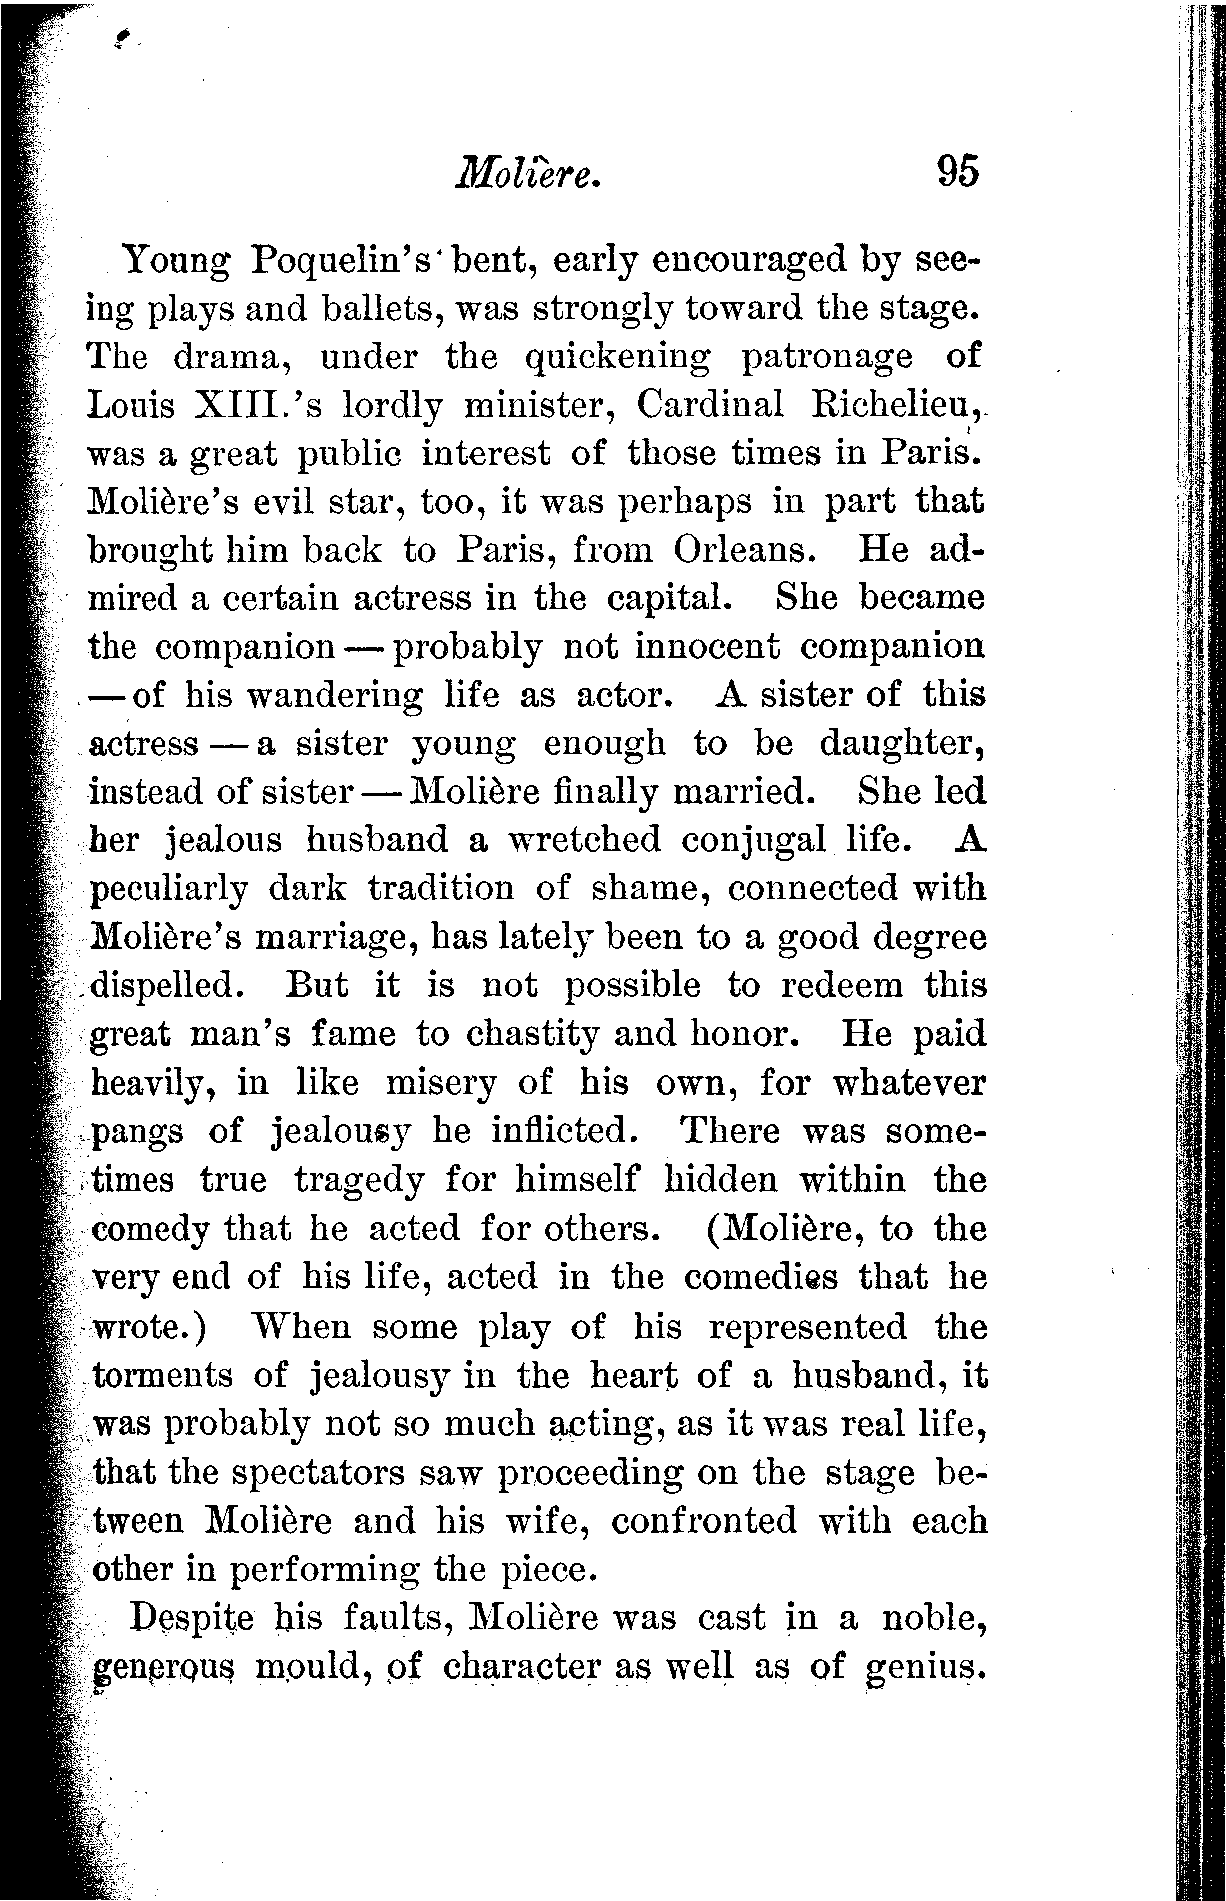 Molière. 95
Young Poquelin's bent, early encouraged by see-
ing plays and ballets, was strongly toward the stage.
The drama, under the quickening patronage of
Louis XIII.'s lordly minister, Cardinal Richelieu,
was a great public interest of those times in Paris.
Molière's evil star, too, it was perhaps in part that
brought him back to Paris, from Orleans. He ad-
mired a certain actress in the capital. She became
the companion — probably not innocent companion
— of his wandering life as actor. A sister of this
actress — a sister young enough to be daughter,
instead of sister — Molière finally married. She led
her jealous husband a wretched conjugal life. A
peculiarly dark tradition of shame, connected with
Molière's marriage, has lately been to a good degree
dispelled. But it is not possible to redeem this
great man's fame to chastity and honor. He paid
heavily, in like misery of his own, for whatever
pangs of jealousy he inflicted. There was some-
times true tragedy for himself hidden within the
comedy that he acted for others. (Molière, to the
very end of his life, acted in the comedies that he
wrote.) When some play of his represented the
torments of jealousy in the heart of a husband, it
was probably not so much acting, as it was real life,
that the spectators saw proceeding on the stage be-
tween Molière and his wife, confronted with each
other in performing the piece.
Despite his faults, Molière was cast in a noble,
generous mould, of character as well as of genius.